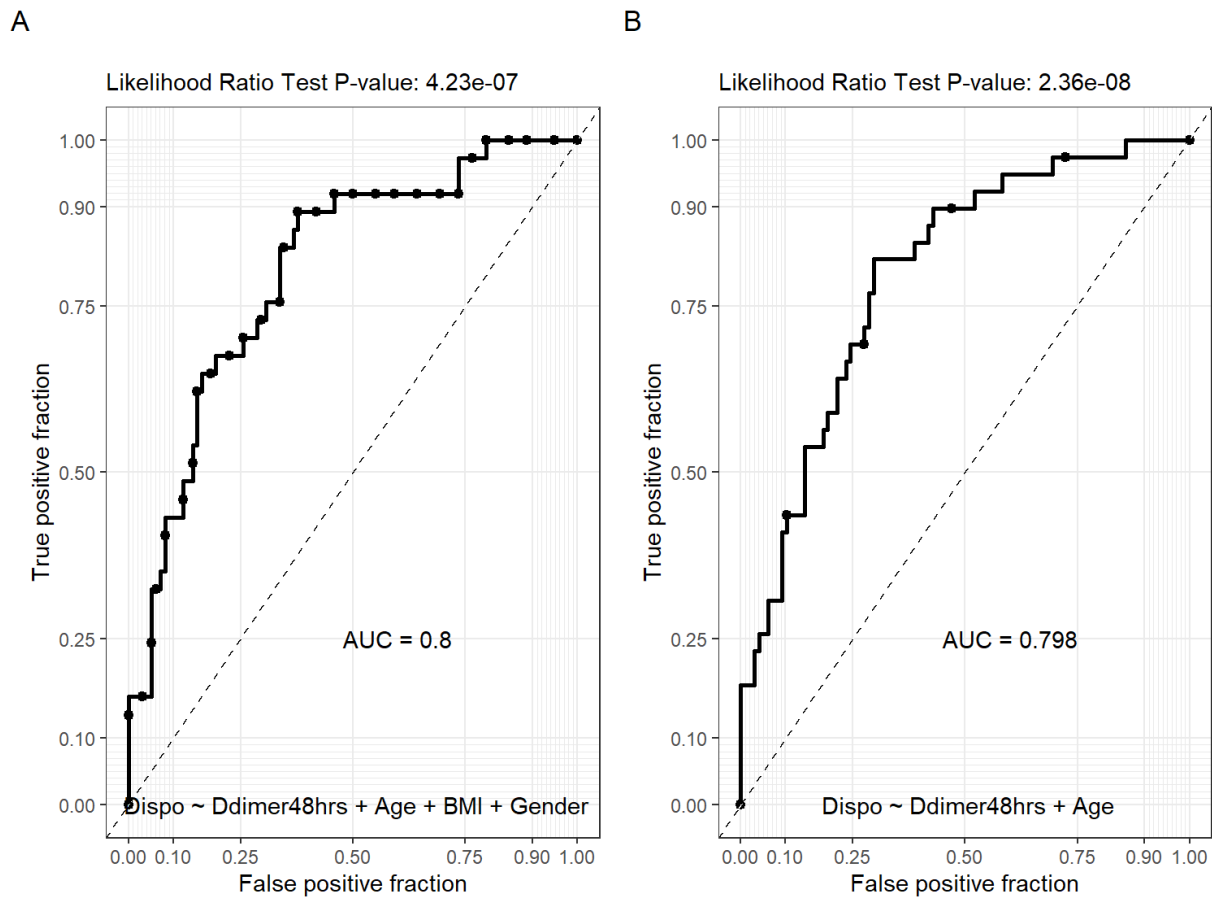 A
Likelihood Ratio Test P-value: 4.23e-07
True positive fraction
1.00
0.90
0.75
0.50
0.25
0.10
0.00
AUC = 0.8
Dispo ~ Ddimer48hrs + Age + BMI + Gender
0.00 0.10 0.25 0.50 0.75 0.90 1.00
False positive fraction
B
Likelihood Ratio Test P-value: 2.36e-08
True positive fraction
1.00
0.90
0.75
0.50
0.25
0.10
0.00
AUC = 0.798
Dispo ~ Ddimer48hrs + Age
0.00 0.10 0.25 0.50 0.75 0.90 1.00
False positive fraction